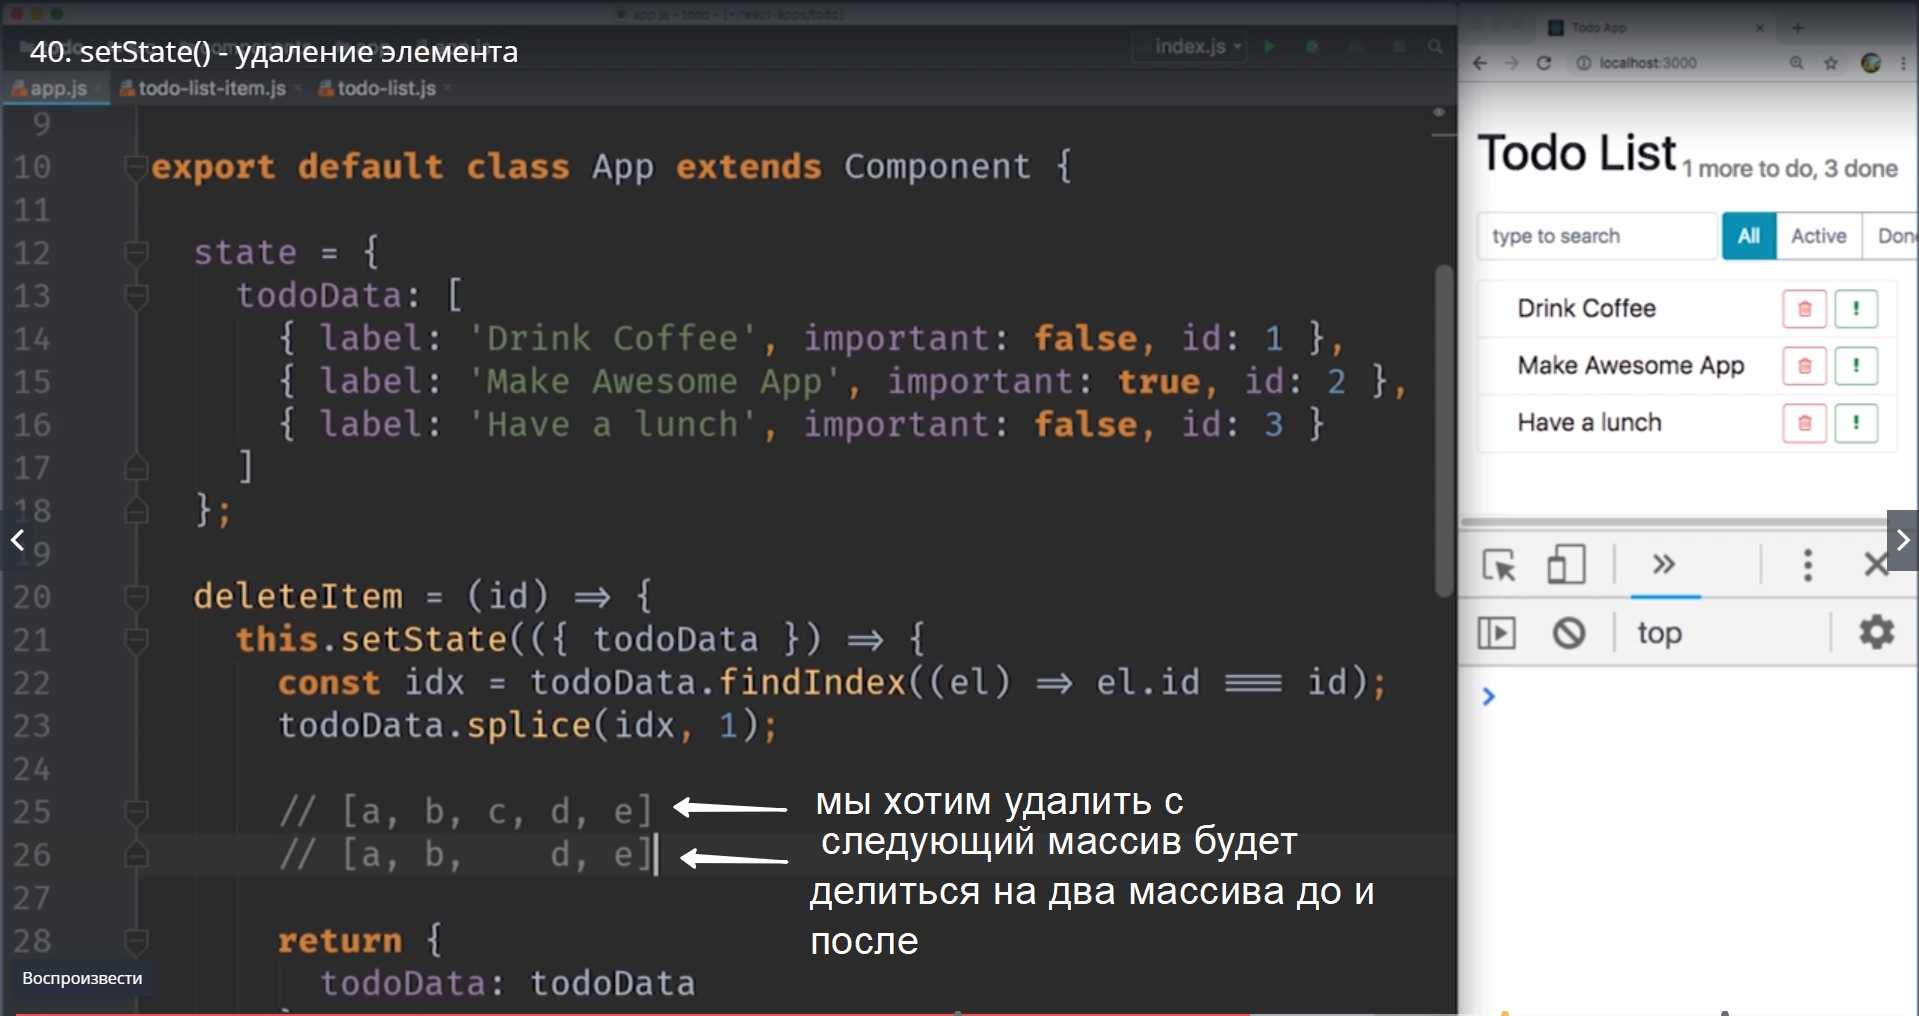 app.js - todo - [~/react-apps/todo]
40. setState() - удаление элемента
index.js
app.js todo-list-item.js todo-list.js
9
10 export default class App extends Component {
11
12 state = {
13 todoData: [
14 { label: 'Drink Coffee', important: false, id: 1 },
15 { label: 'Make Awesome App', important: true, id: 2 },
16 { label: 'Have a lunch', important: false, id: 3 }
17 ]
18 };
19
20 deleteItem = (id) ⇒ {
21 this.setState(({ todoData }) ⇒ {
22 const idx = todoData.findIndex((el) ⇒ el.id ≡ id);
23 todoData.splice(idx, 1);
24
25 // [a, b, c, d, e]
26 // [a, b,    d, e]
27
28 return {
todoData: todoData
мы хотим удалить с
следующий массив будет
делиться на два массива до и
после
Воспроизвести
Todo App
localhost:3000
Todo List 1 more to do, 3 done
type to search All Active Done
Drink Coffee
Make Awesome App
Have a lunch
top